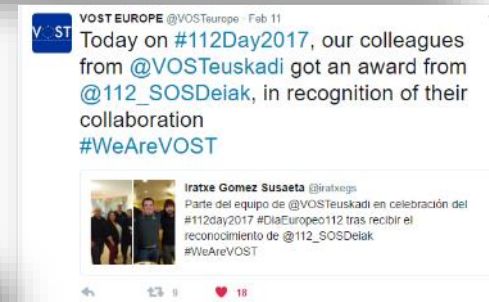 VOST
VOST EUROPE @VOSTeurope · Feb 11
Today on #112Day2017, our colleagues
from @VOSTeuskadi got an award from
@112_SOSDeiak, in recognition of their
collaboration
#WeAreVOST
Iratxe Gomez Susaeta @iratxegs
Parte del equipo de @VOSTeuskadi en celebración del
#112day2017 #DiaEuropeo112 tras recibir el
reconocimiento de @112_SOSDeiak
#WeAreVOST
9 18